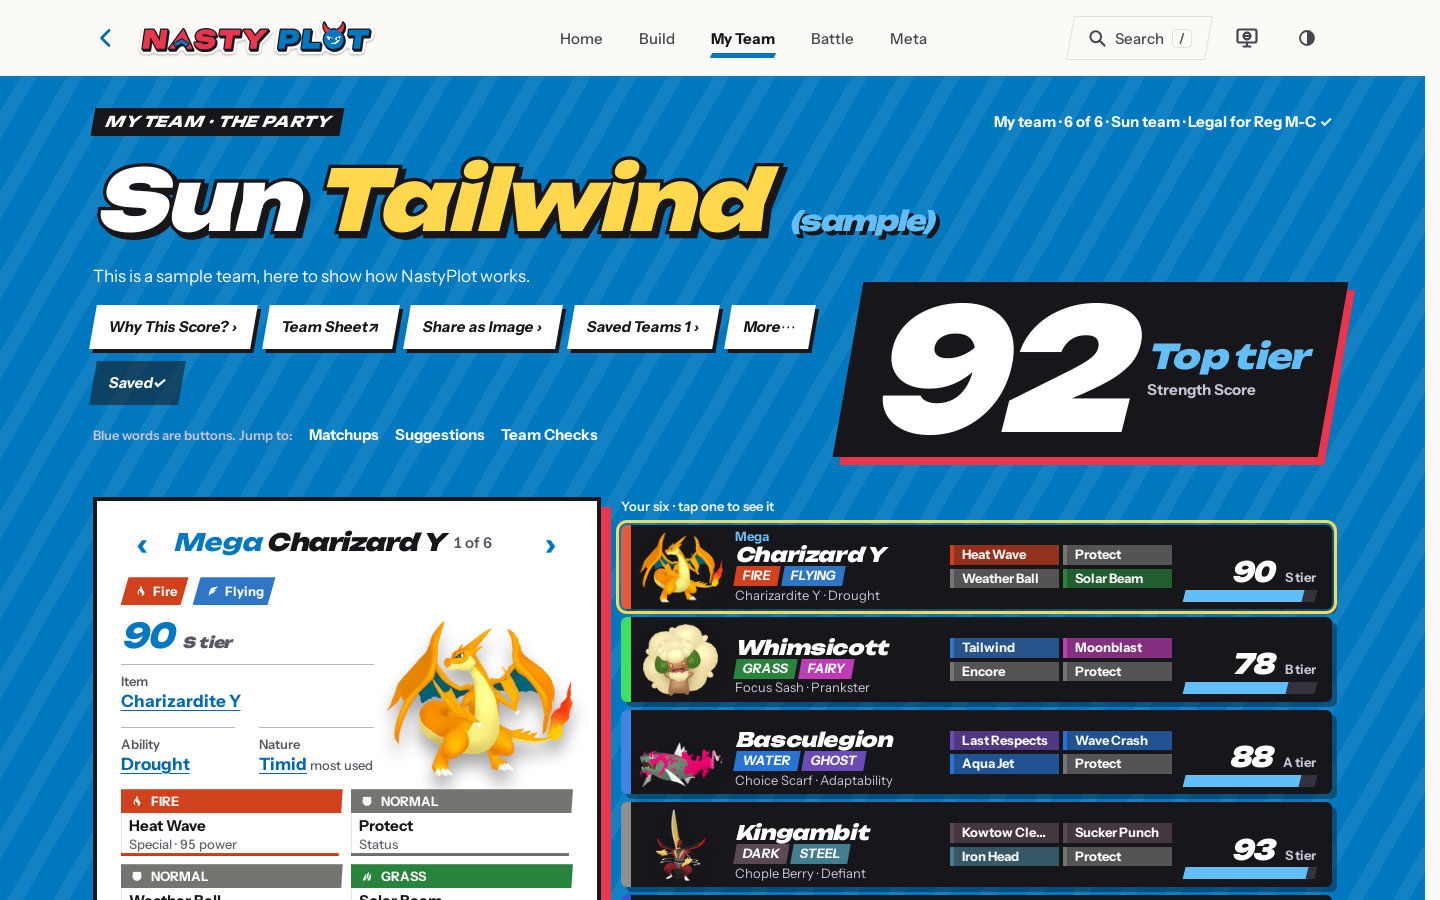 NASTY PLOT
Home
Build
My Team
Battle
Meta
Search /
MY TEAM · THE PARTY
My team · 6 of 6 · Sun team · Legal for Reg M-C ✓
Sun Tailwind (sample)
This is a sample team, here to show how NastyPlot works.
Why This Score? ›
Team Sheet↗
Share as Image ›
Saved Teams 1 ›
More···
Saved✓
92
Top tier
Strength Score
Blue words are buttons. Jump to: Matchups Suggestions Team Checks
‹ Mega Charizard Y 1 of 6 ›
Fire
Flying
90 S tier
Item
Charizardite Y
Ability
Drought
Nature
Timid most used
FIRE
Heat Wave
Special · 95 power
NORMAL
Protect
Status
NORMAL
Weather Ball
GRASS
Solar Beam
Your six · tap one to see it
Mega
Charizard Y
FIRE FLYING
Charizardite Y · Drought
Heat Wave Protect
Weather Ball Solar Beam
90 S tier
Whimsicott
GRASS FAIRY
Focus Sash · Prankster
Tailwind Moonblast
Encore Protect
78 B tier
Basculegion
WATER GHOST
Choice Scarf · Adaptability
Last Respects Wave Crash
Aqua Jet Protect
88 A tier
Kingambit
DARK STEEL
Chople Berry · Defiant
Kowtow Cle... Sucker Punch
Iron Head Protect
93 S tier